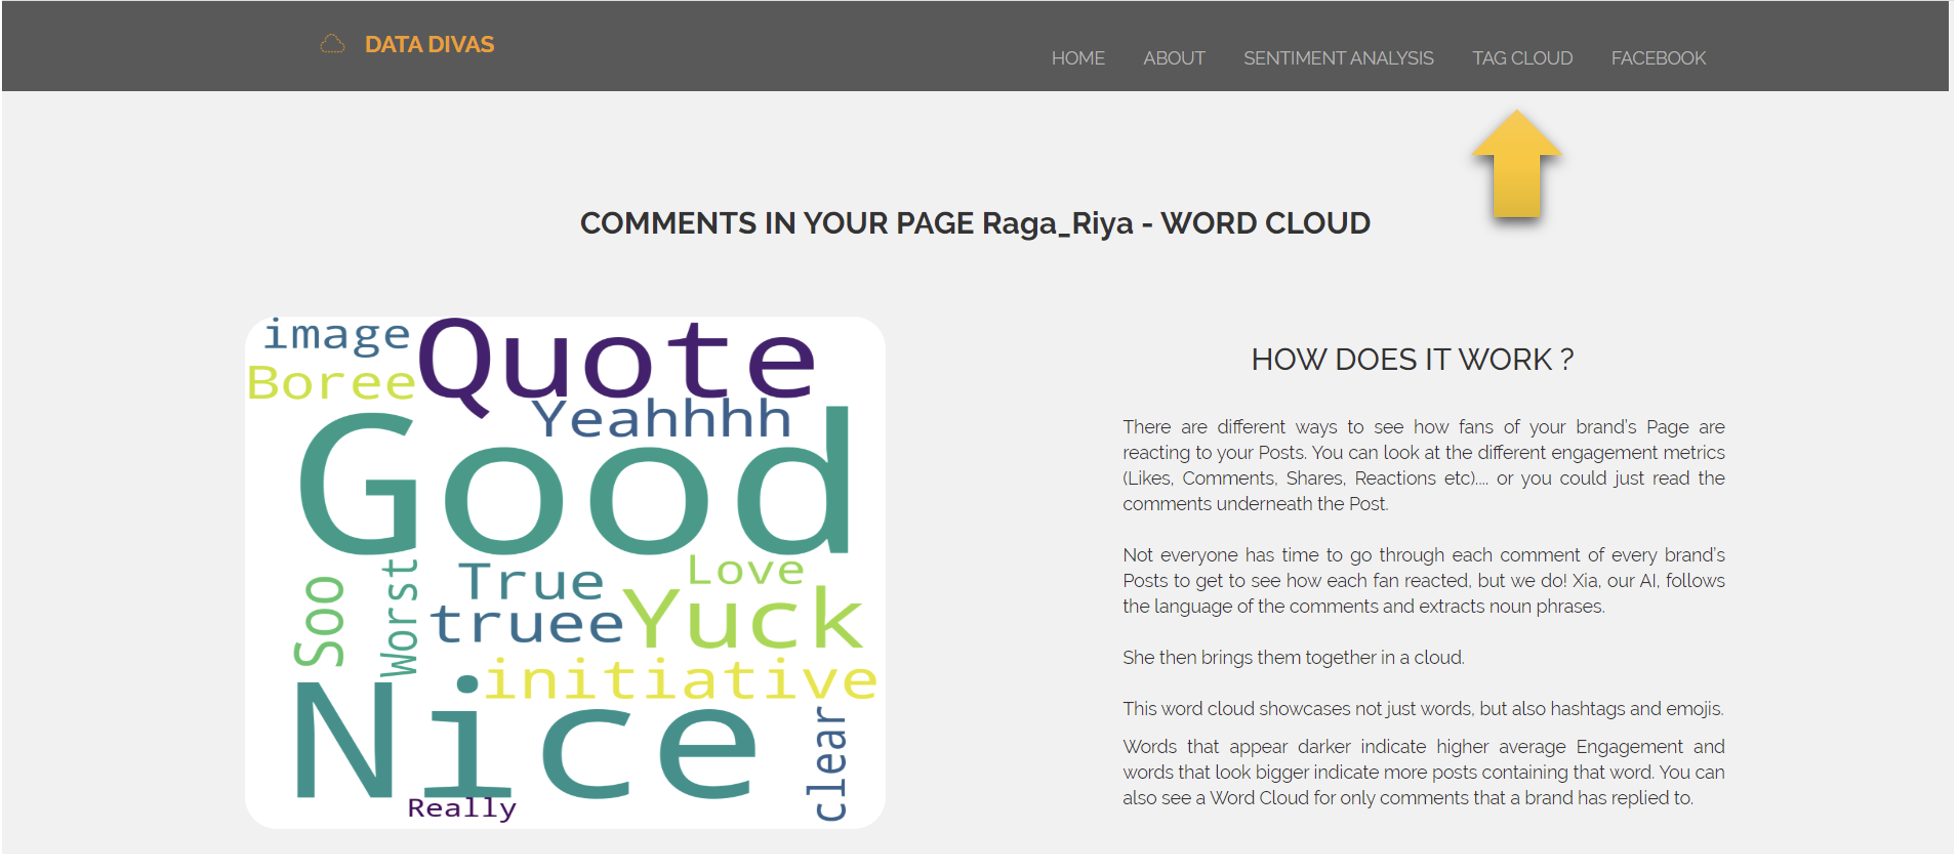 DATA DIVAS
HOME ABOUT SENTIMENT ANALYSIS TAG CLOUD FACEBOOK
COMMENTS IN YOUR PAGE Raga_Riya - WORD CLOUD
image
Quote
Boree
Yeahhhh
Good
Soo
Worst
True
Love
truee
Yuck
initiative
Nice
clear
Really
HOW DOES IT WORK ?
There are different ways to see how fans of your brand's Page are
reacting to your Posts. You can look at the different engagement metrics
(Likes, Comments, Shares, Reactions etc).... or you could just read the
comments underneath the Post.
Not everyone has time to go through each comment of every brand's
Posts to get to see how each fan reacted, but we do! Xia, our AI, follows
the language of the comments and extracts noun phrases.
She then brings them together in a cloud.
This word cloud showcases not just words, but also hashtags and emojis.
Words that appear darker indicate higher average Engagement and
words that look bigger indicate more posts containing that word. You can
also see a Word Cloud for only comments that a brand has replied to.